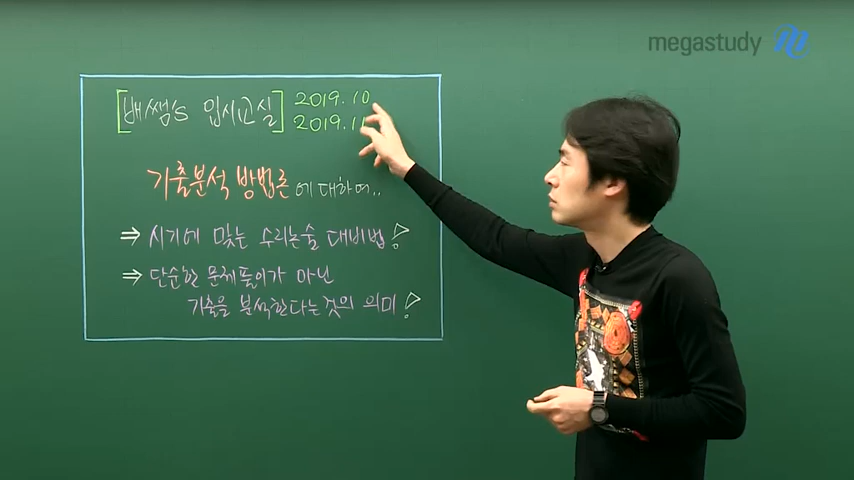 megastudy
[배쌤's 입시교실] 2019.10
2019.11
기출분석 방법론에 대하여..
⇒ 시기에 맞는 수리논술 대비법!
⇒ 단순한 문제풀이가 아닌
기출을 분석한다는 것의 의미!